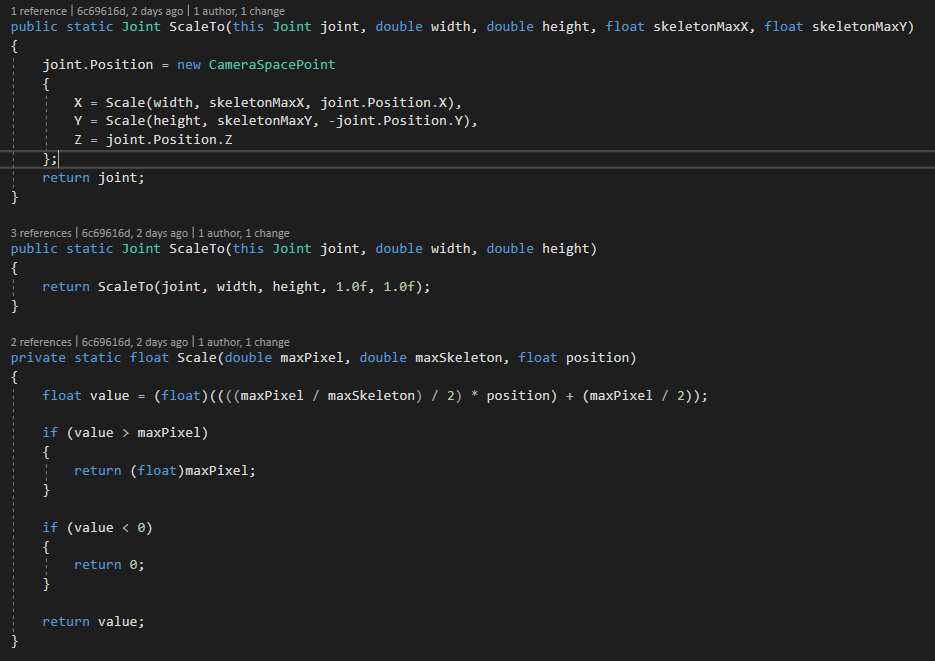 1 reference | 6c69616d, 2 days ago | 1 author, 1 change
public static Joint ScaleTo(this Joint joint, double width, double height, float skeletonMaxX, float skeletonMaxY)
{
    joint.Position = new CameraSpacePoint
    {
        X = Scale(width, skeletonMaxX, joint.Position.X),
        Y = Scale(height, skeletonMaxY, -joint.Position.Y),
        Z = joint.Position.Z
    };
    return joint;
}
3 references | 6c69616d, 2 days ago | 1 author, 1 change
public static Joint ScaleTo(this Joint joint, double width, double height)
{
    return ScaleTo(joint, width, height, 1.0f, 1.0f);
}
2 references | 6c69616d, 2 days ago | 1 author, 1 change
private static float Scale(double maxPixel, double maxSkeleton, float position)
{
    float value = (float)((((maxPixel / maxSkeleton) / 2) * position) + (maxPixel / 2));
    if (value > maxPixel)
    {
        return (float)maxPixel;
    }
    if (value < 0)
    {
        return 0;
    }
    return value;
}